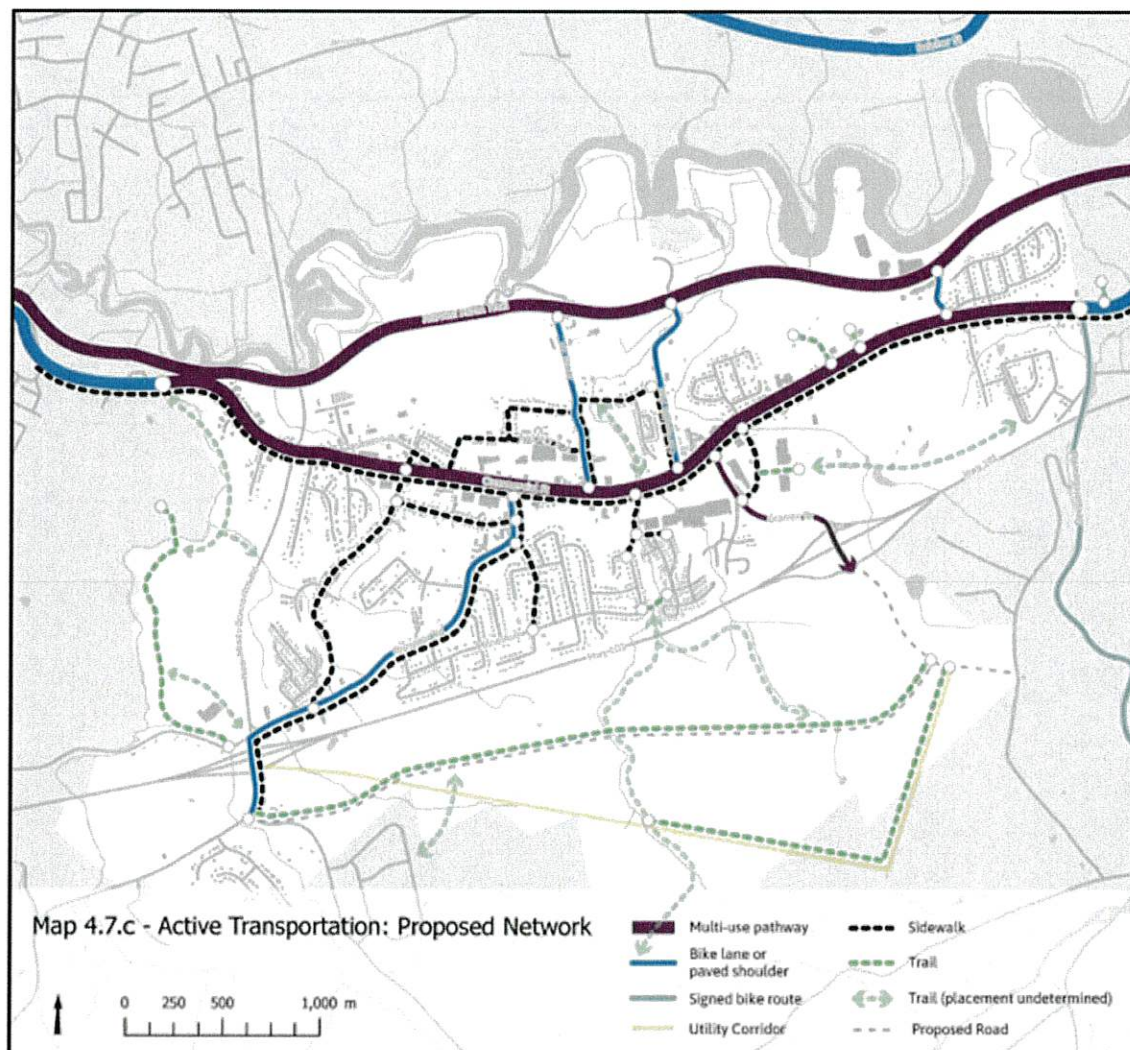 Map 4.7.c - Active Transportation: Proposed Network
0 250 500 1,000 m
Multi-use pathway
Bike lane or
paved shoulder
Signed bike route
Utility Corridor
Sidewalk
Trail
Trail (placement undetermined)
Proposed Road